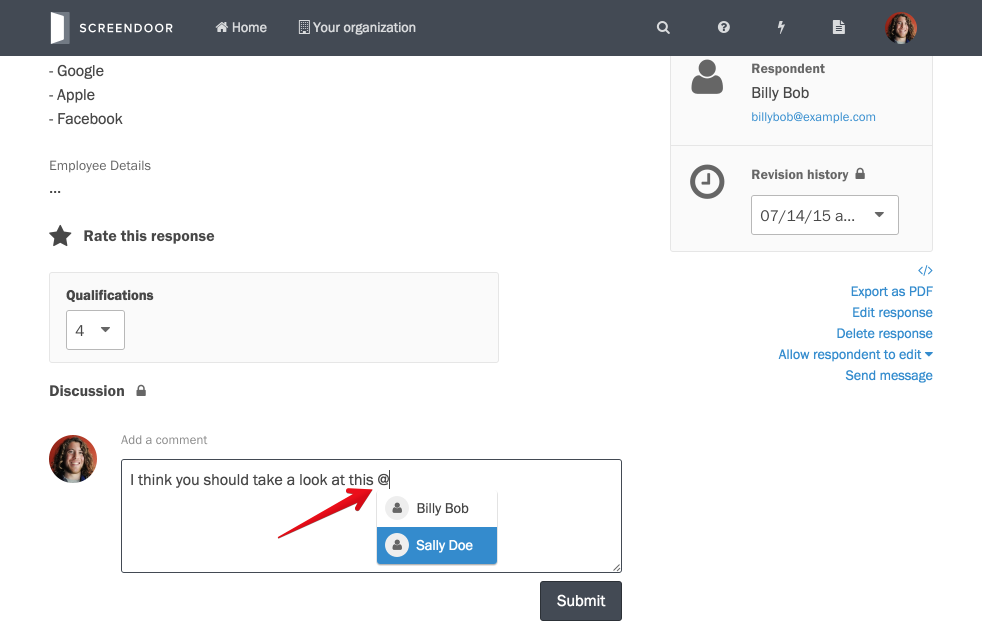 SCREENDOOR Home Your organization
- Google
- Apple
- Facebook
Employee Details
...
Rate this response
Qualifications
4
Discussion
Add a comment
I think you should take a look at this @
Billy Bob
Sally Doe
Submit
Respondent
Billy Bob
billybob@example.com
Revision history
07/14/15 a...
</>
Export as PDF
Edit response
Delete response
Allow respondent to edit
Send message